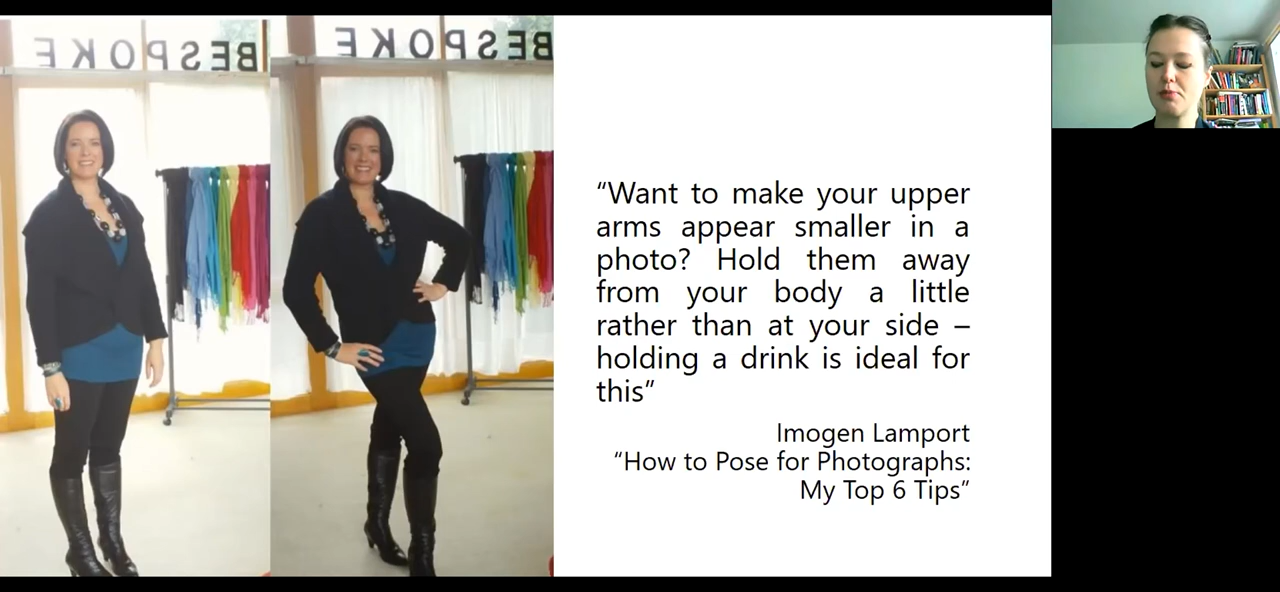 BESPOKE
BESPOKE
“Want to make your upper
arms appear smaller in a
photo? Hold them away
from your body a little
rather than at your side –
holding a drink is ideal for
this”
Imogen Lamport
“How to Pose for Photographs:
My Top 6 Tips”